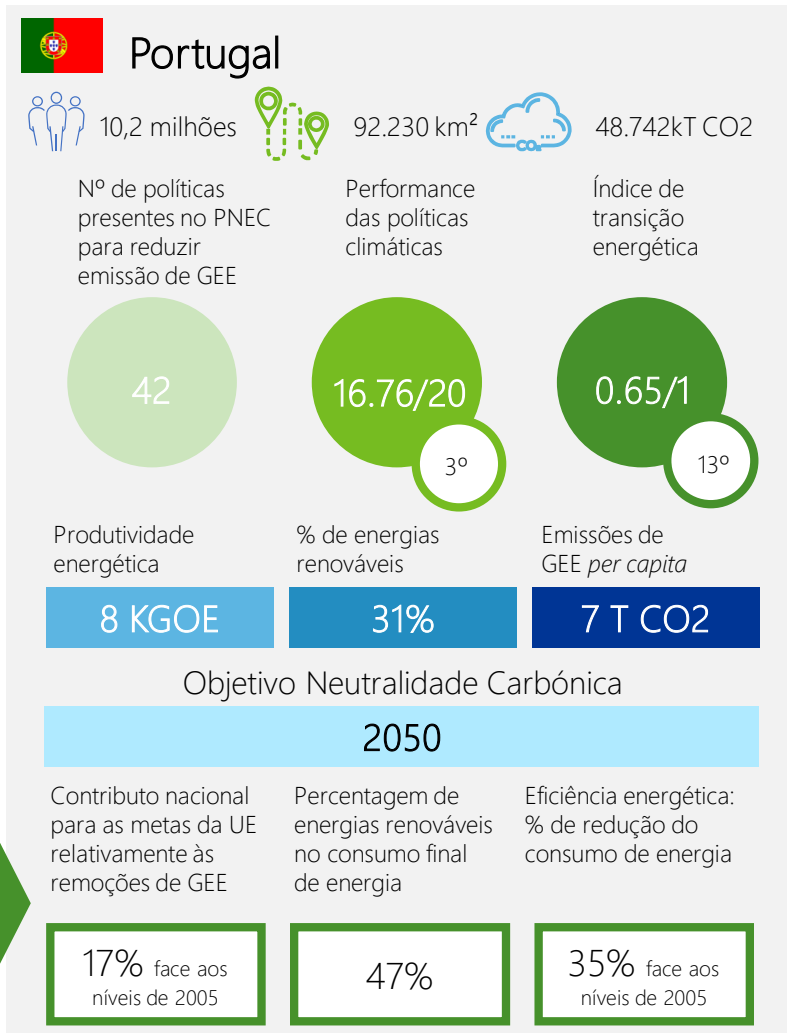 Portugal
10,2 milhões
92.230 km²
48.742kT CO2
CO₂
Nº de políticas
presentes no PNEC
para reduzir
emissão de GEE
Performance
das políticas
climáticas
Índice de
transição
energética
42
16.76/20
3º
0.65/1
13º
Produtividade
energética
% de energias
renováveis
Emissões de
GEE per capita
8 KGOE
31%
7 T CO2
Objetivo Neutralidade Carbónica
2050
Contributo nacional
para as metas da UE
relativamente às
remoções de GEE
Percentagem de
energias renováveis
no consumo final
de energia
Eficiência energética:
% de redução do
consumo de energia
17% face aos
níveis de 2005
47%
35% face aos
níveis de 2005